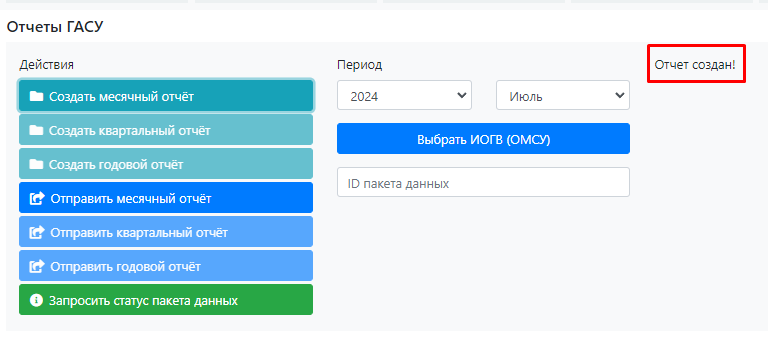 Отчеты ГАСУ
Действия
Создать месячный отчёт
Создать квартальный отчёт
Создать годовой отчёт
Отправить месячный отчёт
Отправить квартальный отчёт
Отправить годовой отчёт
Запросить статус пакета данных
Период
2024
Июль
Выбрать ИОГВ (ОМСУ)
ID пакета данных
Отчет создан!